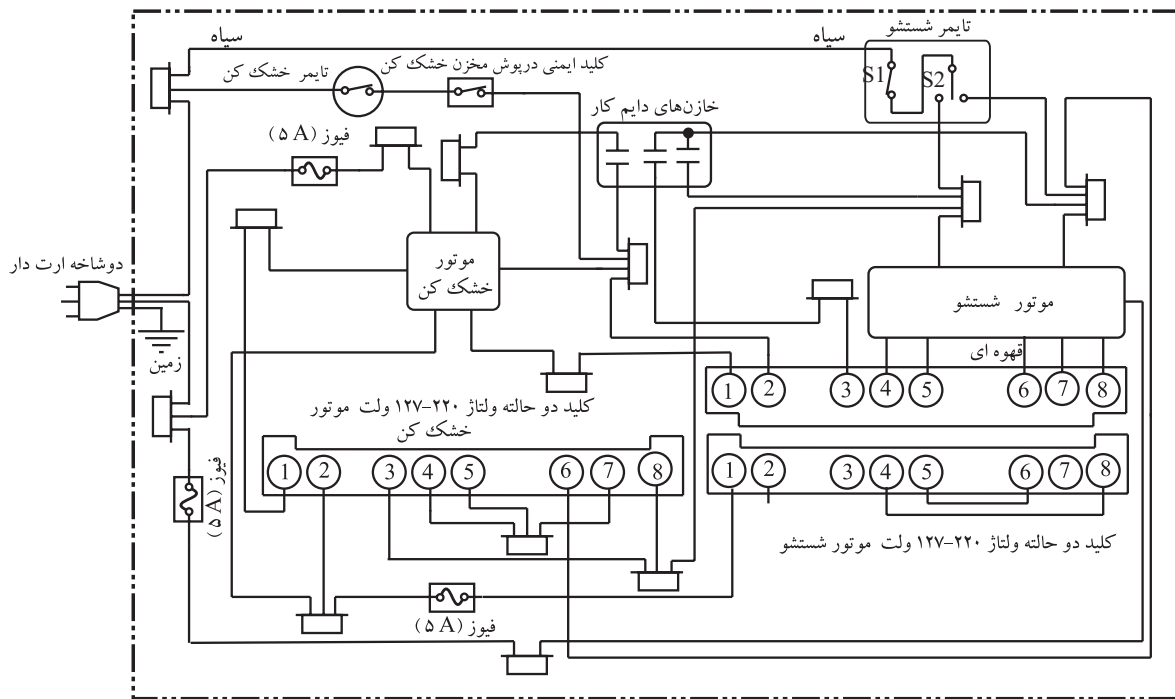 تایمر شستشو
سیاه
سیاه
S1
S2
کلید ایمنی درپوش مخزن خشک کن
تایمر خشک کن
خازن‌های دایم کار
فیوز (۵ A)
دوشاخه ارت دار
زمین
موتور
خشک کن
موتور شستشو
قهوه ای
1 2 3 4 5 6 7 8
کلید دو حالته ولتاژ ۲۲۰-۱۲۷ ولت موتور
خشک کن
1 2 3 4 5 6 7 8
1 2 3 4 5 6 7 8
فیوز (۵ A)
کلید دو حالته ولتاژ ۲۲۰-۱۲۷ ولت موتور شستشو
فیوز (۵ A)